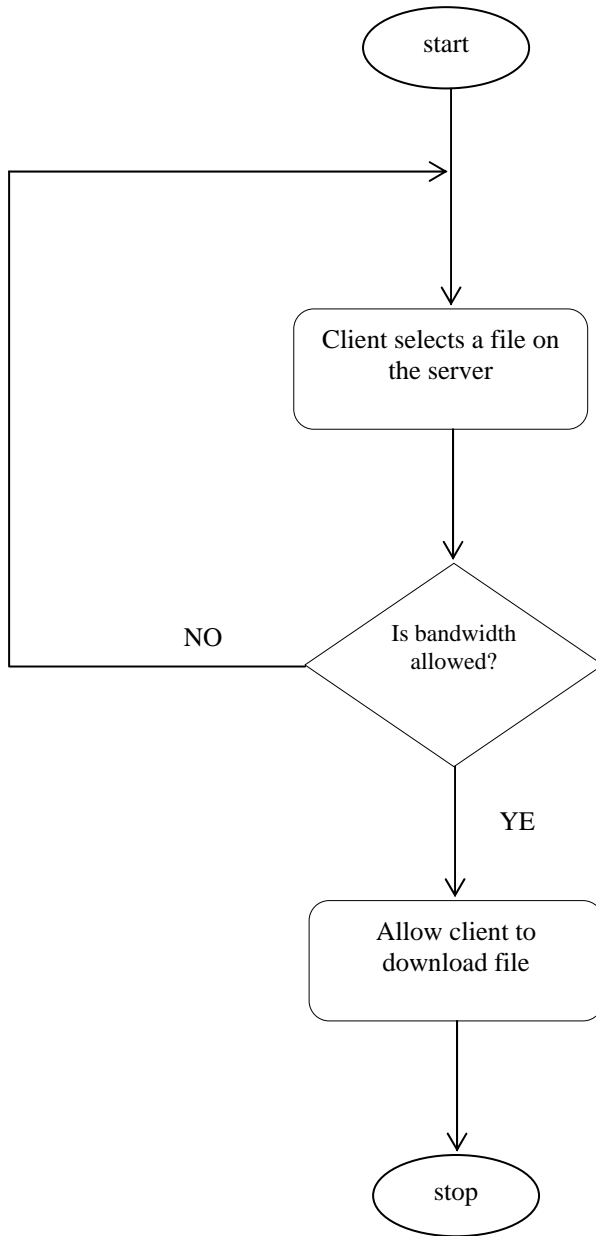 start
Client selects a file on
the server
Is bandwidth
allowed?
NO
YE
Allow client to
download file
stop